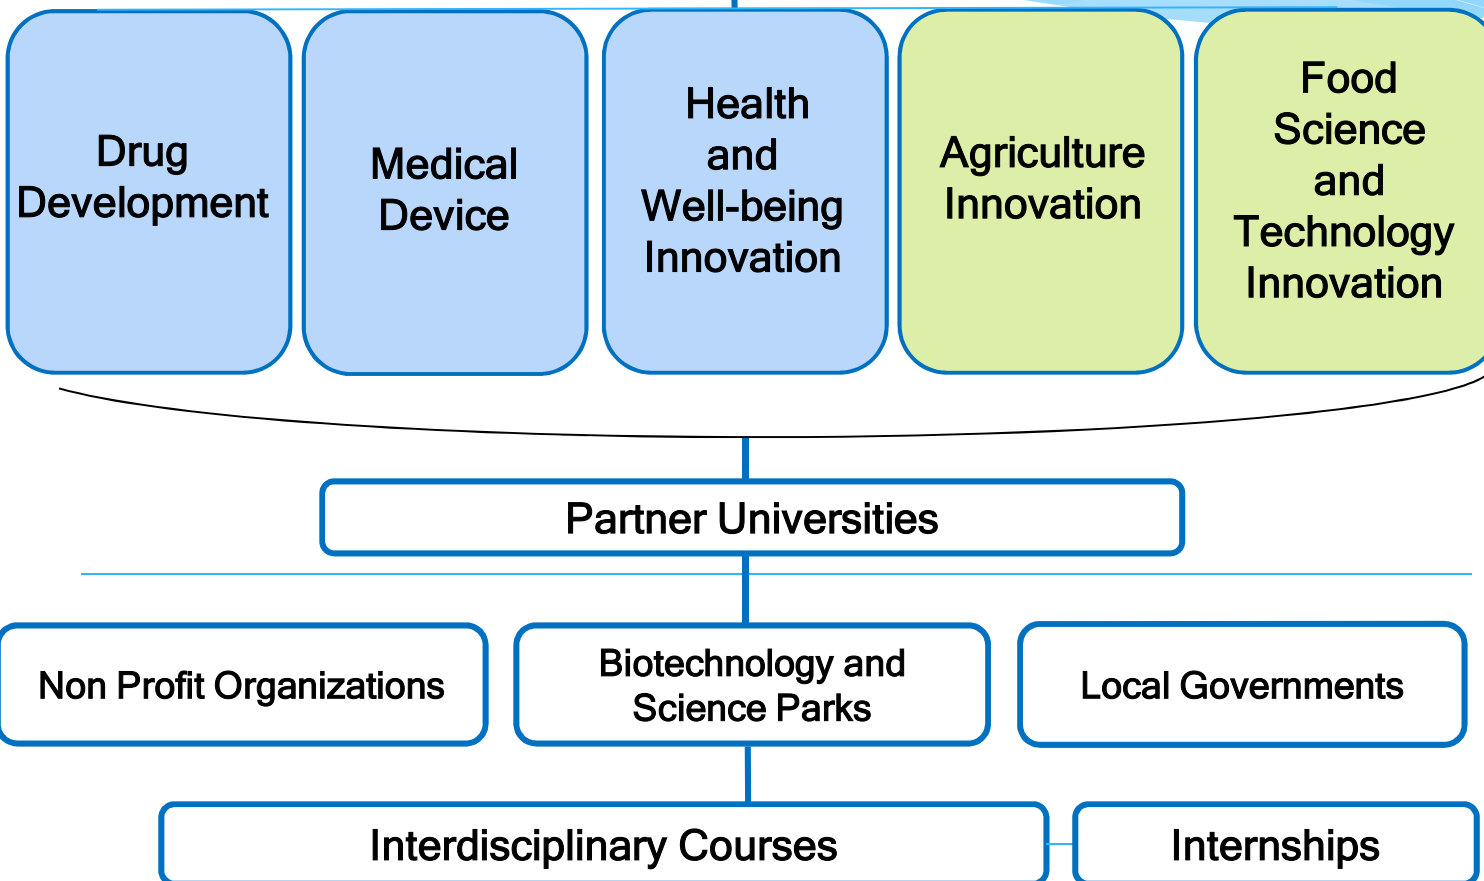 Drug
Development
Medical
Device
Health
and
Well-being
Innovation
Agriculture
Innovation
Food
Science
and
Technology
Innovation
Partner Universities
Non Profit Organizations
Biotechnology and
Science Parks
Local Governments
Interdisciplinary Courses
Internships